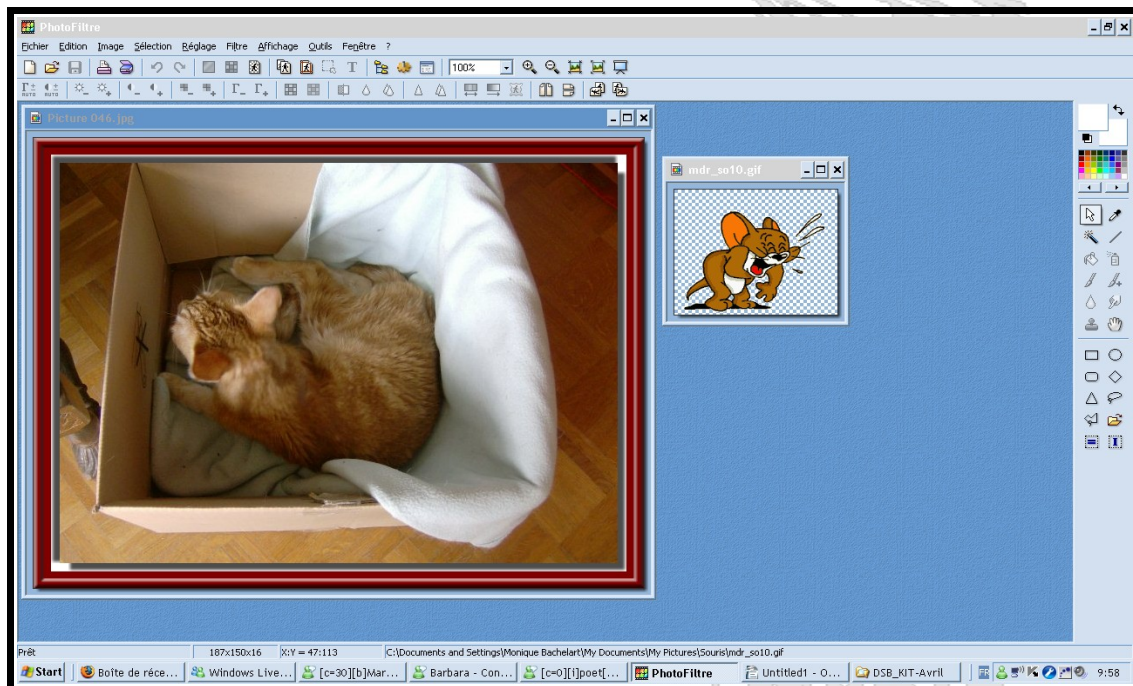 PhotoFiltre
Fichier Edition Image Sélection Réglage Filtre Affichage Outils Fenêtre ?
100%
Picture 046.jpg
mdr_so10.gif
Prêt 187x150x16 X:Y = 47:113 C:\Documents and Settings\Monique Bachelart\My Documents\My Pictures\Souris\mdr_so10.gif
Start Boîte de réce... Windows Live... [c=30][b]Mar... Barbara - Con... [c=0][i]poet[... PhotoFiltre Untitled1 - O... DSB_KIT-Avril 9:58